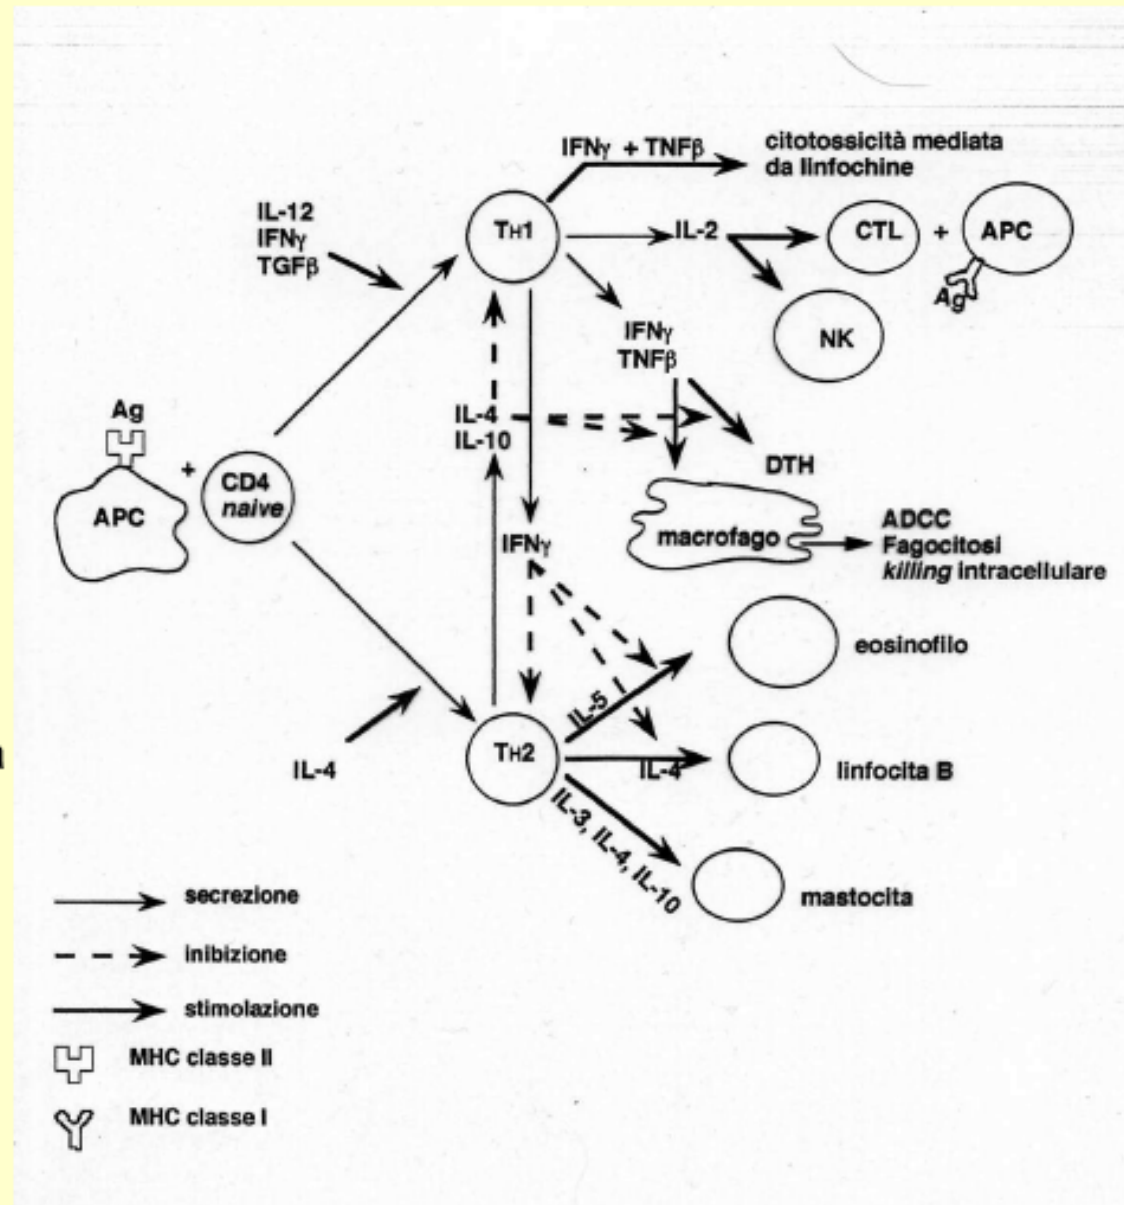 IFNγ + TNFβ
citotossicità mediata
da linfochine
IL-12
IFNγ
TGFβ
TH1
IL-2
CTL
+
APC
Ag
NK
IFNγ
TNFβ
Ag
IL-4
IL-10
DTH
+
CD4
naive
APC
IFNγ
macrofago
ADCC
Fagocitosi
killing intracellulare
eosinofilo
IL-5
IL-4
TH2
IL-4
linfocita B
IL-3, IL-4, IL-10
mastocita
secrezione
inibizione
stimolazione
MHC classe II
MHC classe I